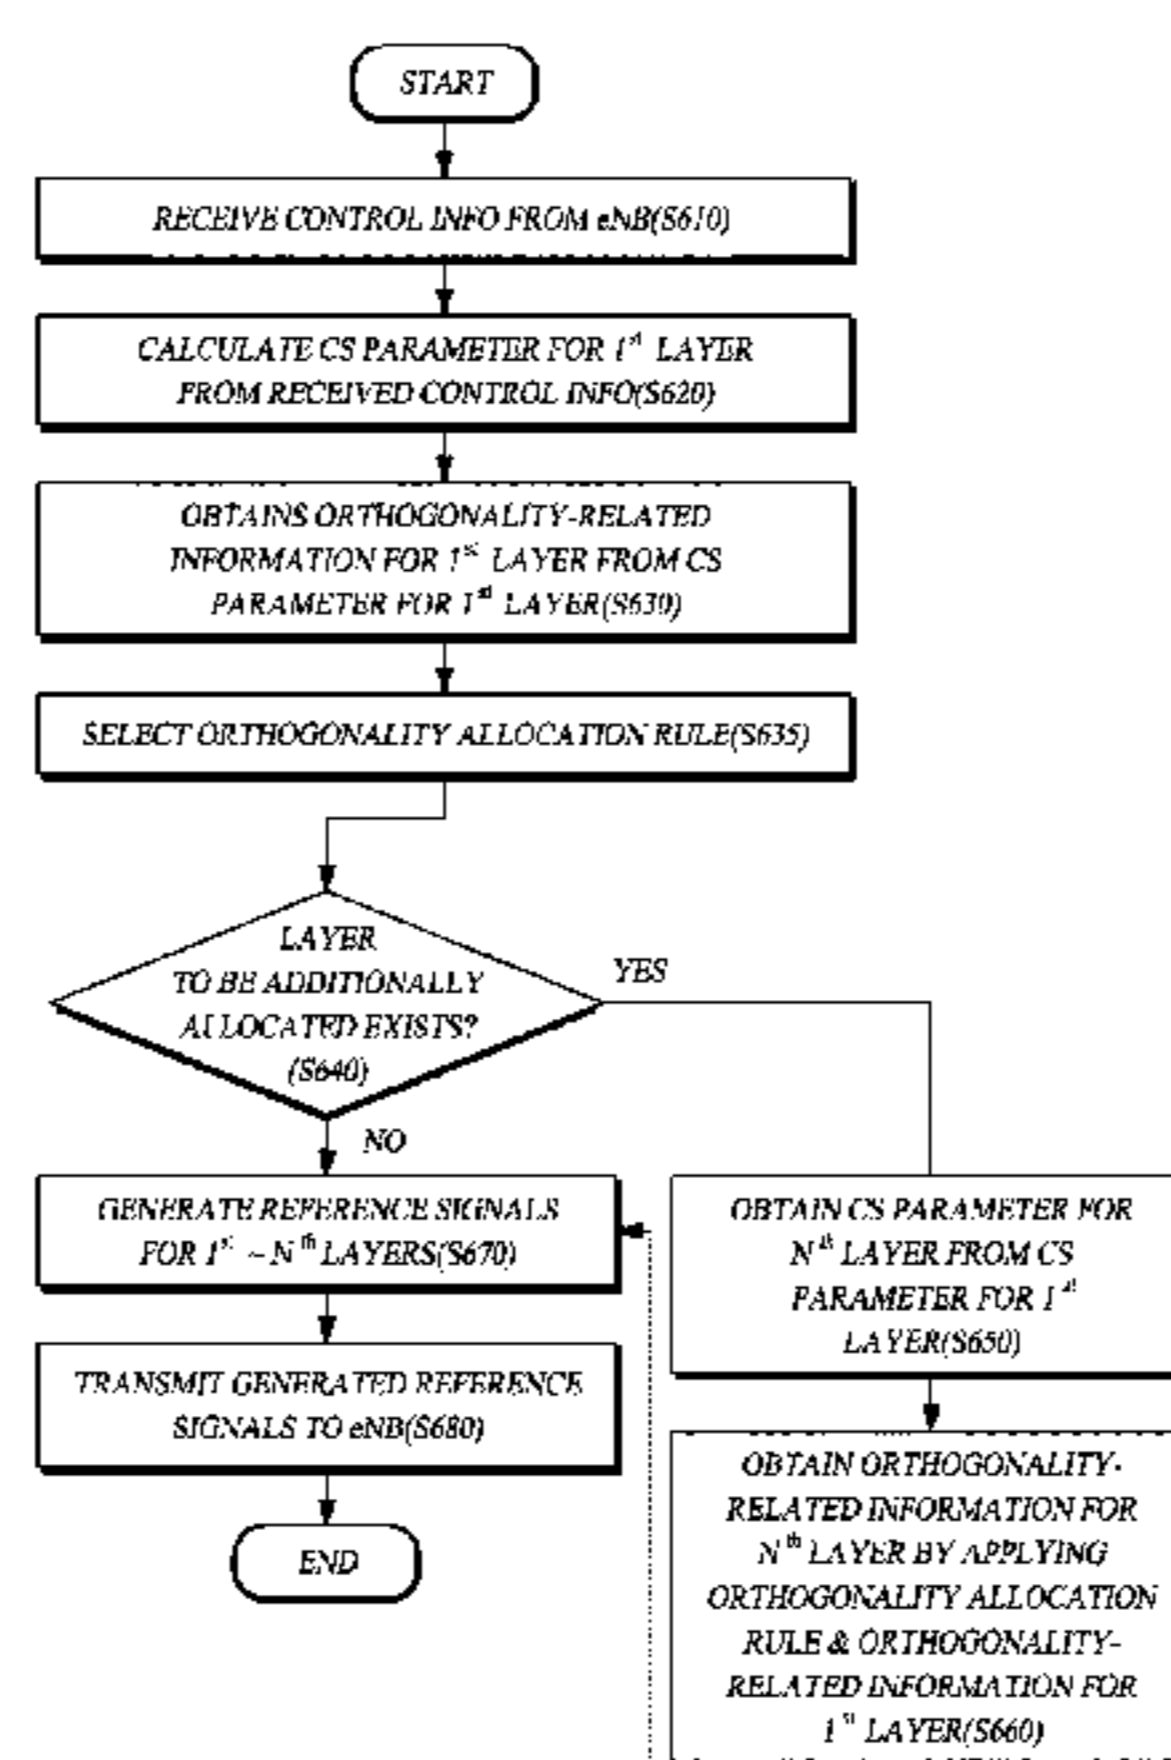 START
RECEIVE CONTROL INFO FROM eNB(S610)
CALCULATE CS PARAMETER FOR 1st LAYER
FROM RECEIVED CONTROL INFO(S620)
OBTAINS ORTHOGONALITY-RELATED
INFORMATION FOR 1st LAYER FROM CS
PARAMETER FOR 1st LAYER(S630)
SELECT ORTHOGONALITY ALLOCATION RULE(S635)
LAYER
TO BE ADDITIONALLY
ALLOCATED EXISTS?
(S640)
YES
NO
GENERATE REFERENCE SIGNALS
FOR 1st ~ Nth LAYERS(S670)
TRANSMIT GENERATED REFERENCE
SIGNALS TO eNB(S680)
END
OBTAIN CS PARAMETER FOR
Nth LAYER FROM CS
PARAMETER FOR 1st
LAYER(S650)
OBTAIN ORTHOGONALITY-
RELATED INFORMATION FOR
Nth LAYER BY APPLYING
ORTHOGONALITY ALLOCATION
RULE & ORTHOGONALITY-
RELATED INFORMATION FOR
1st LAYER(S660)